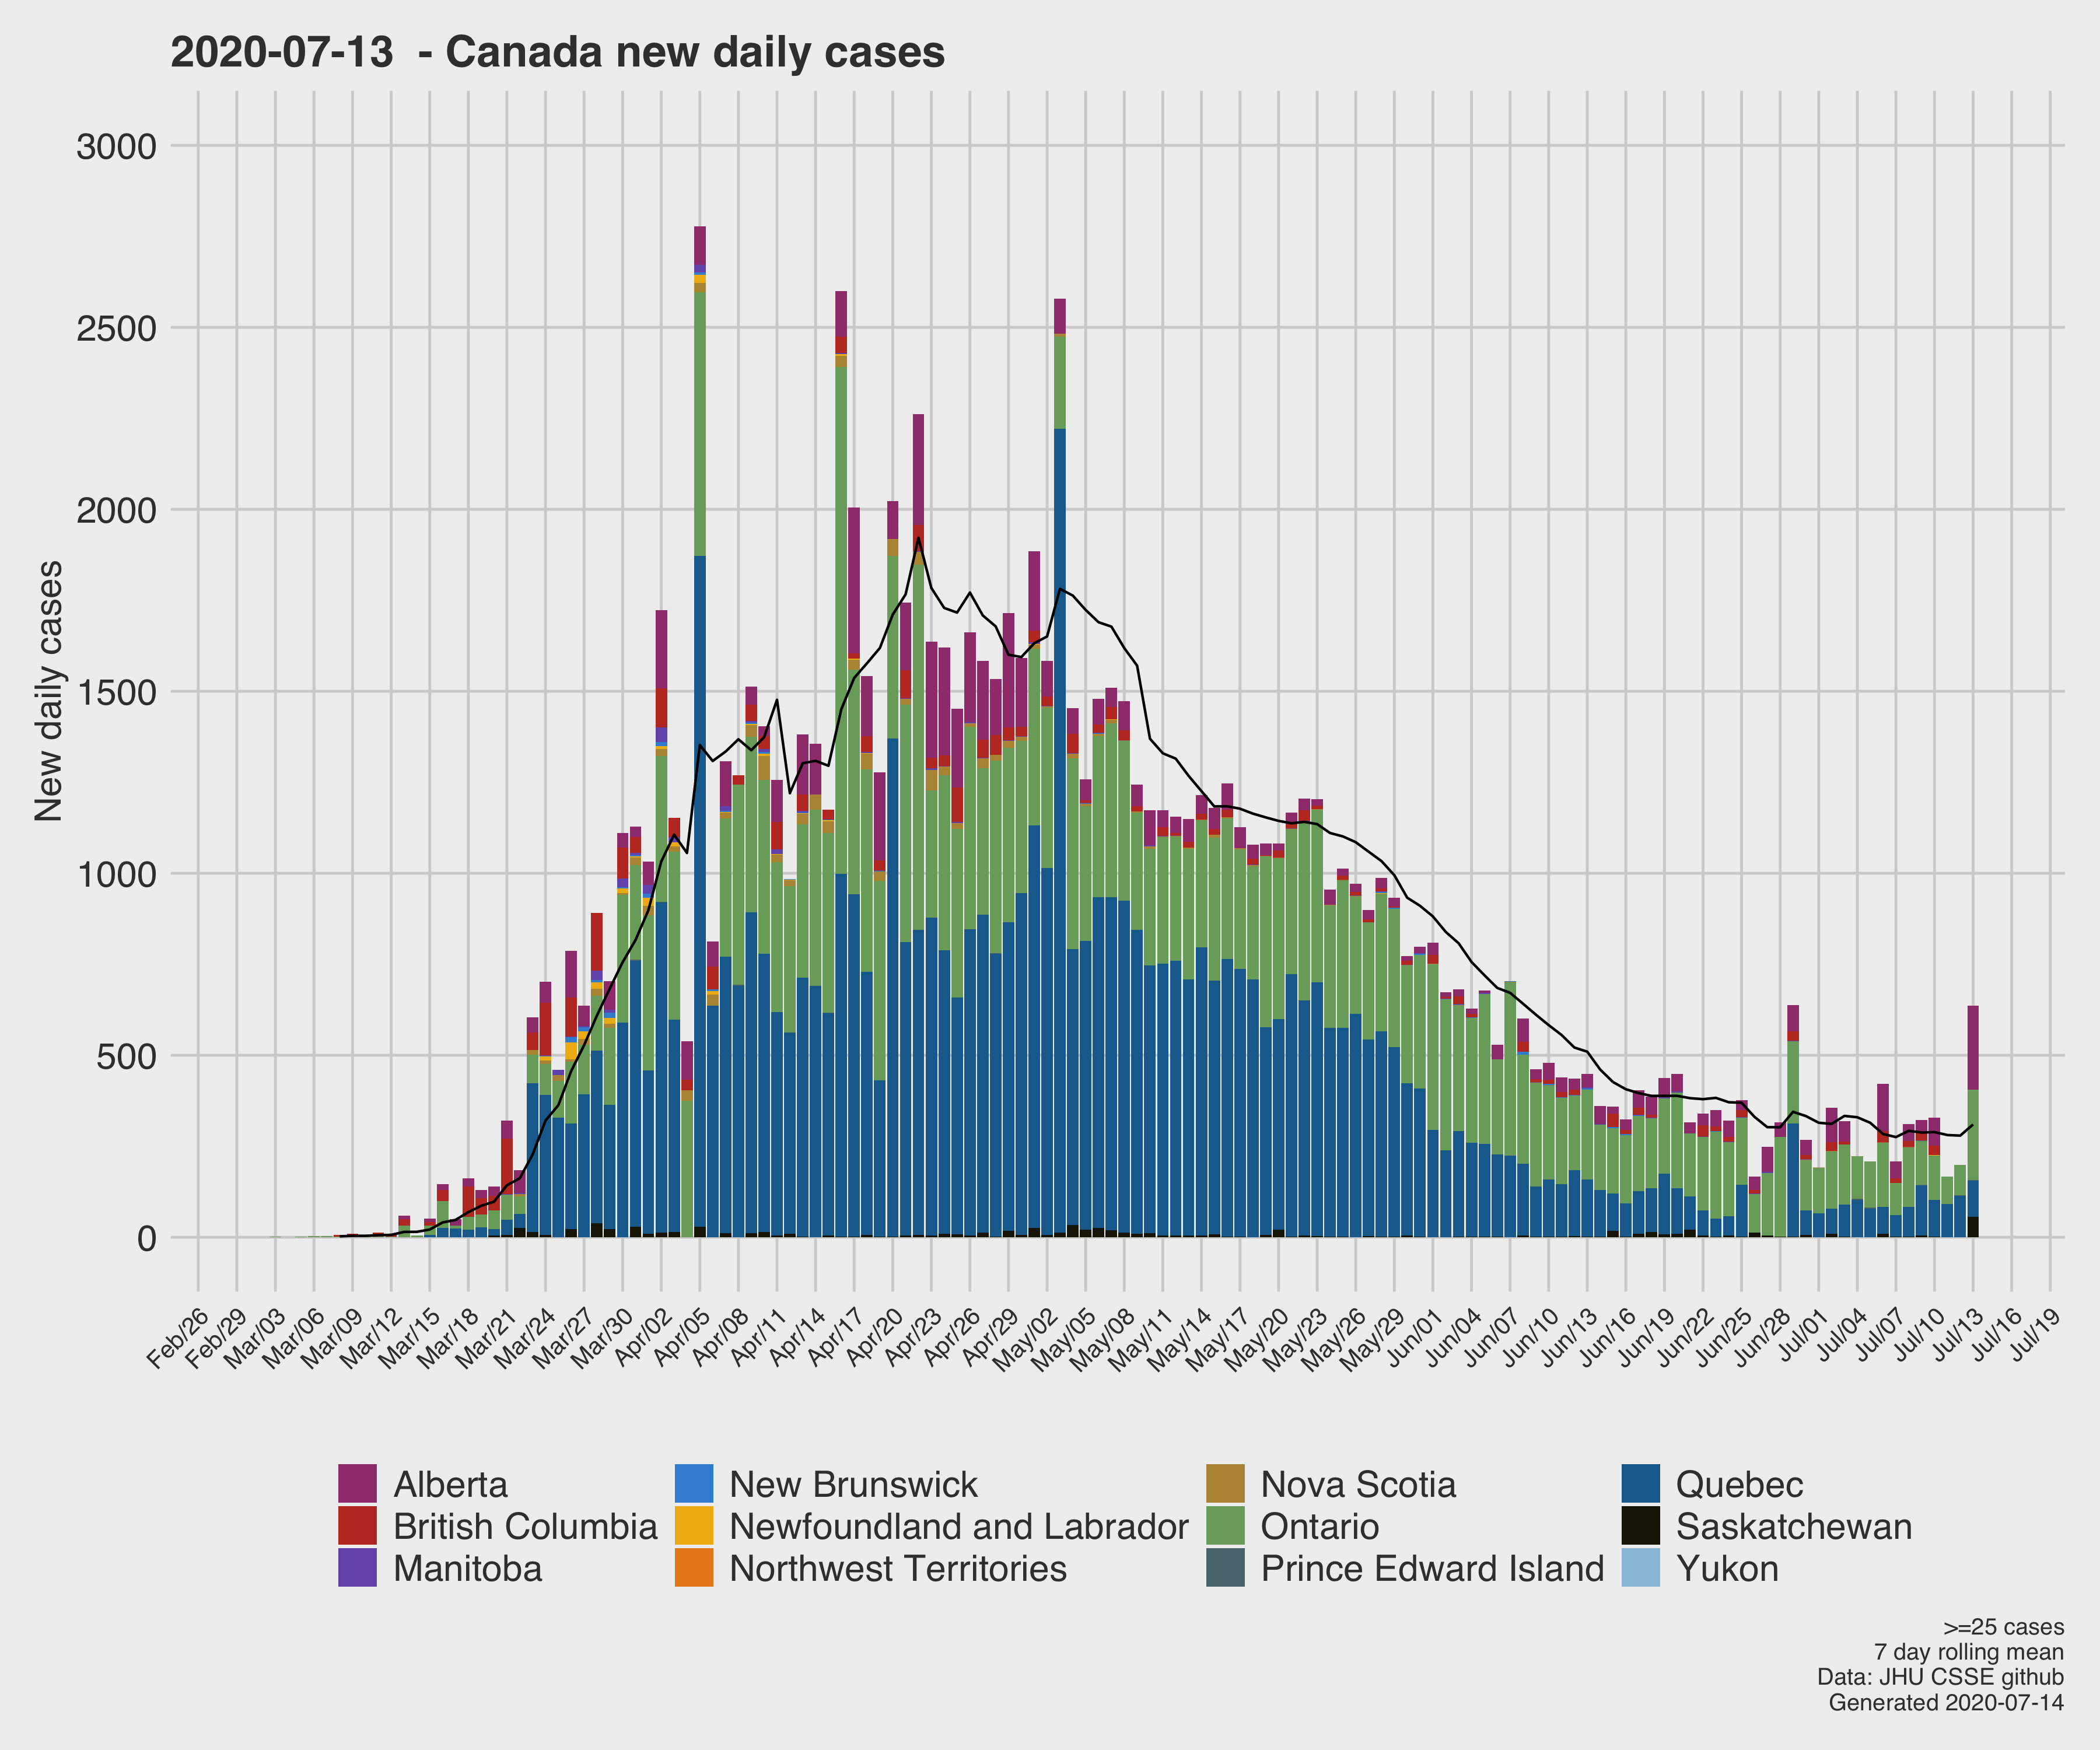 2020-07-13  - Canada new daily cases
New daily cases
3000
2500
2000
1500
1000
500
0
Feb/26 Feb/29 Mar/03 Mar/06 Mar/09 Mar/12 Mar/15 Mar/18 Mar/21 Mar/24 Mar/27 Mar/30 Apr/02 Apr/05 Apr/08 Apr/11 Apr/14 Apr/17 Apr/20 Apr/23 Apr/26 Apr/29 May/02 May/05 May/08 May/11 May/14 May/17 May/20 May/23 May/26 May/29 Jun/01 Jun/04 Jun/07 Jun/10 Jun/13 Jun/16 Jun/19 Jun/22 Jun/25 Jun/28 Jul/01 Jul/04 Jul/07 Jul/10 Jul/13 Jul/16 Jul/19
Alberta New Brunswick Nova Scotia Quebec
British Columbia Newfoundland and Labrador Ontario Saskatchewan
Manitoba Northwest Territories Prince Edward Island Yukon
>=25 cases
7 day rolling mean
Data: JHU CSSE github
Generated 2020-07-14